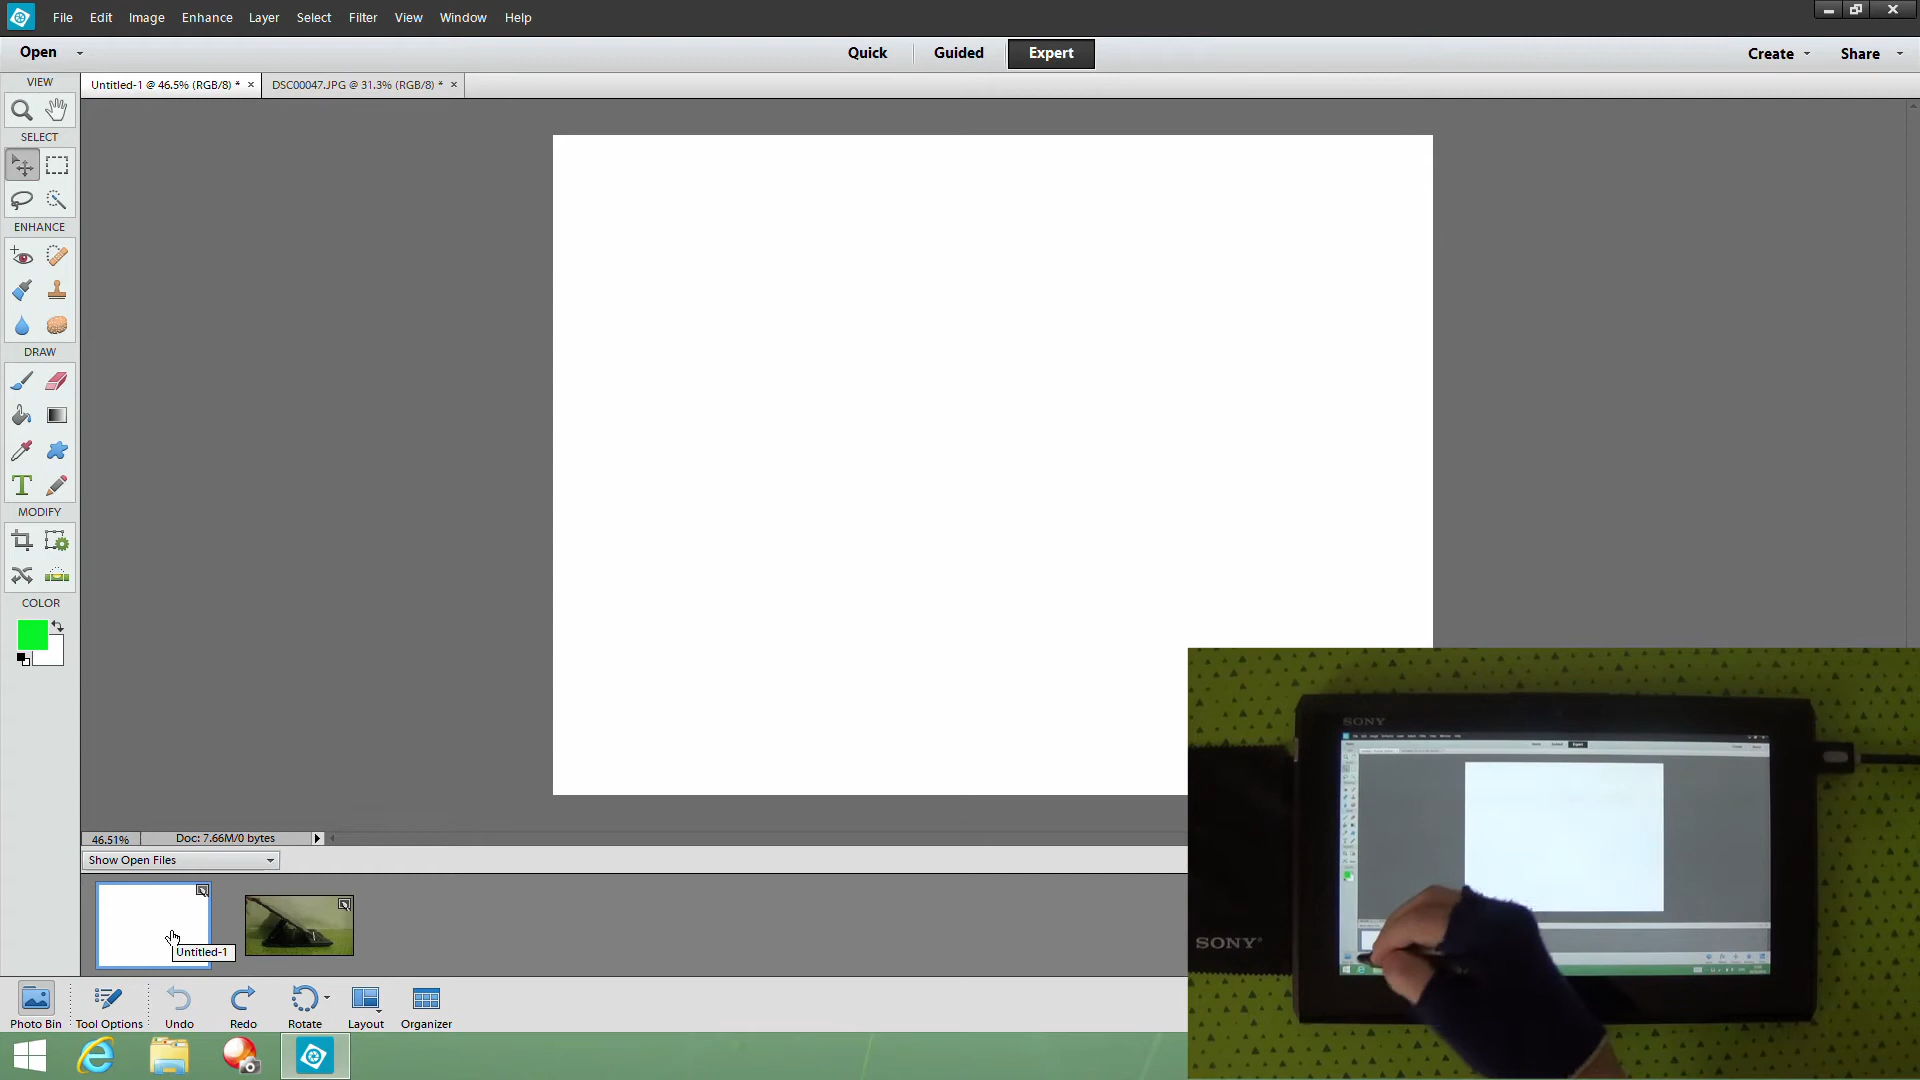 File Edit Image Enhance Layer Select Filter View Window Help
Open Quick Guided Expert Create Share
VIEW
Untitled-1 @ 46.5% (RGB/8) * × DSC00047.JPG @ 31.3% (RGB/8) * ×
SELECT
ENHANCE
DRAW
T
MODIFY
COLOR
SONY
Expert
46.51% Doc: 7.66M/0 bytes
Show Open Files
SONY
Untitled-1
Photo Bin Tool Options Undo Redo Rotate Layout Organizer